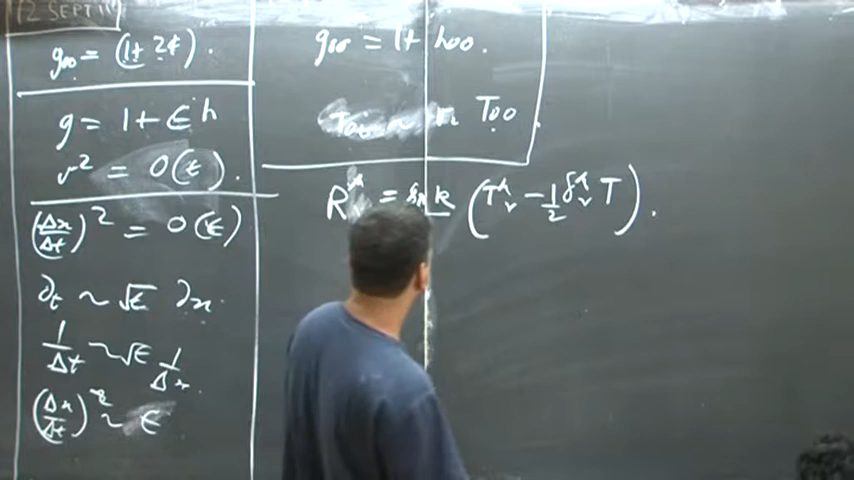 12 SEPT
g₀₀ = (1 + 2ϕ).
g = 1 + ϵ h
v² = O(ϵ).
(Δx/Δt)² = O(ϵ)
∂ₜ ~ √ϵ ∂ₓ.
1/Δt ~ √ϵ 1/Δx.
(Δx/Δt)² ~ ϵ
g₀₀ = 1 + h₀₀.
T₀₀
R = 8πk (T^μ_ν − 1/2 δ^μ_ν T).